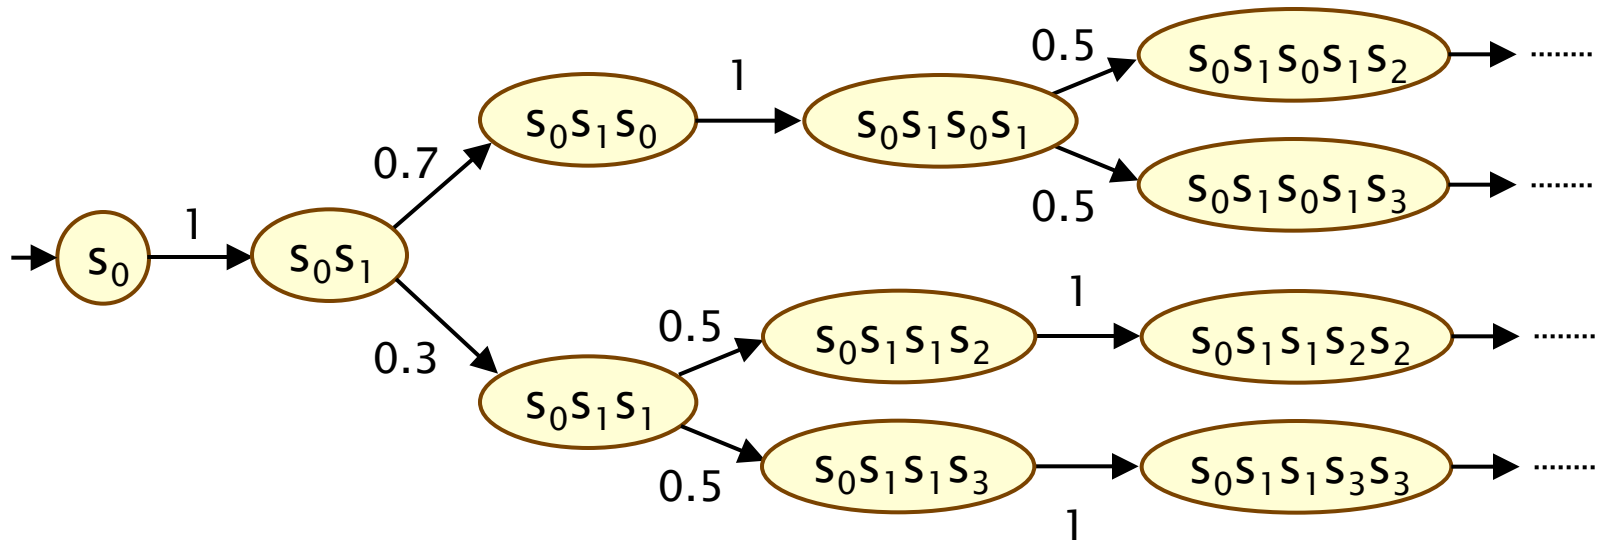 0.5
s₀s₁s₀s₁s₂ ........
1
s₀s₁s₀
s₀s₁s₀s₁
0.7
0.5
s₀s₁s₀s₁s₃ ........
1
s₀
s₀s₁
0.3
0.5
s₀s₁s₁s₂
1
s₀s₁s₁s₂s₂ ........
s₀s₁s₁
0.5
s₀s₁s₁s₃
1
s₀s₁s₁s₃s₃ ........